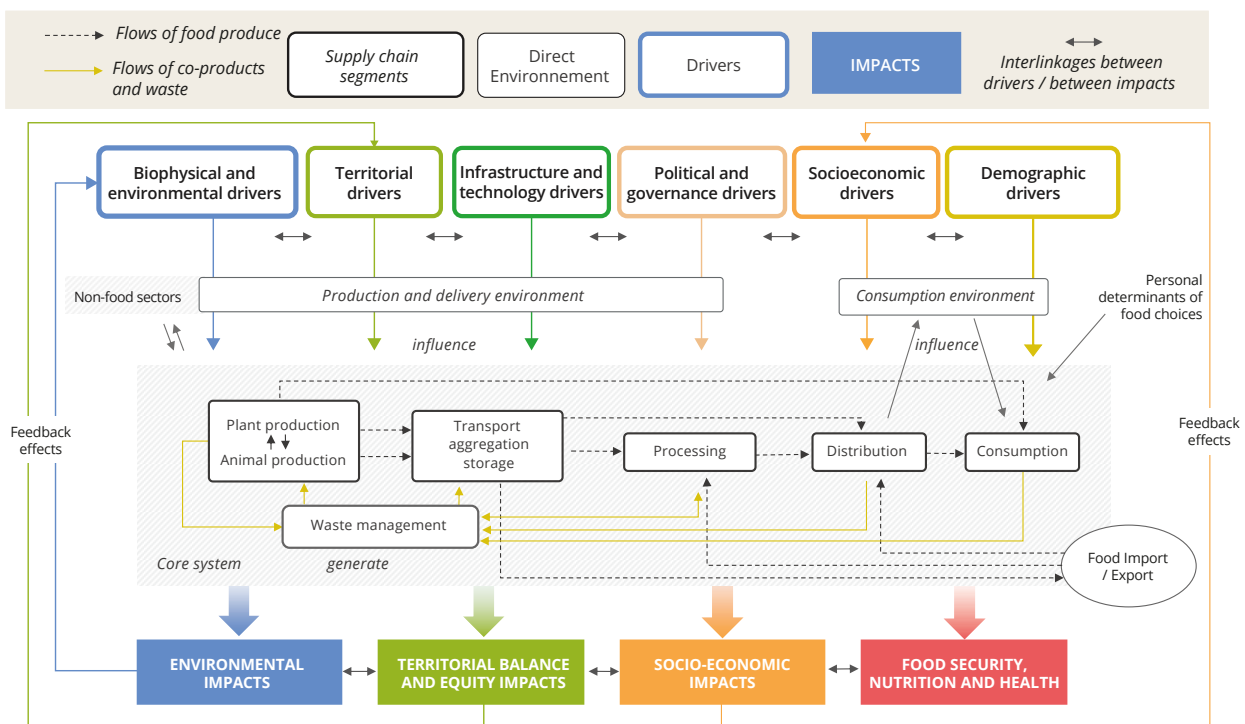 Flows of food produce
Flows of co-products
and waste
Supply chain
segments
Direct
Environnement
Drivers
IMPACTS
Interlinkages between
drivers / between impacts
Biophysical and
environmental drivers
Territorial
drivers
Infrastructure and
technology drivers
Political and
governance drivers
Socioeconomic
drivers
Demographic
drivers
Non-food sectors
Production and delivery environment
Consumption environment
Personal
determinants of
food choices
influence
influence
Feedback
effects
Plant production
Animal production
Transport
aggregation
storage
Processing
Distribution
Consumption
Feedback
effects
Waste management
Core system
generate
Food Import
/ Export
ENVIRONMENTAL
IMPACTS
TERRITORIAL BALANCE
AND EQUITY IMPACTS
SOCIO-ECONOMIC
IMPACTS
FOOD SECURITY,
NUTRITION AND HEALTH